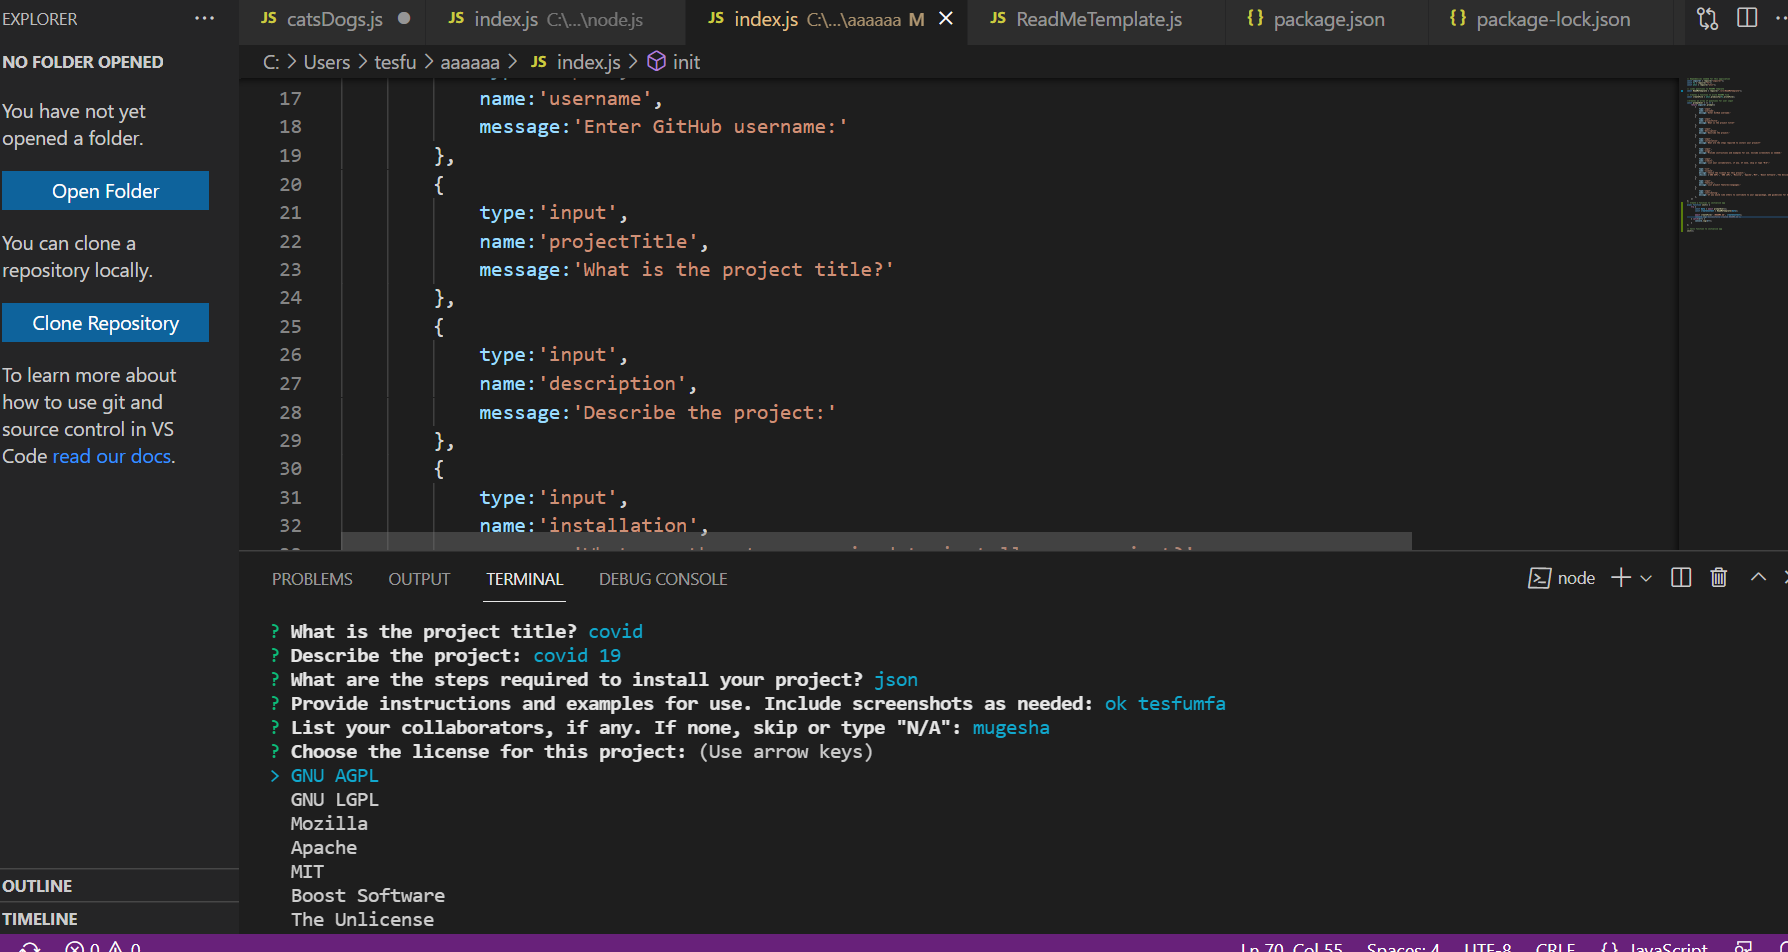 EXPLORER
NO FOLDER OPENED
You have not yet
opened a folder.
Open Folder
You can clone a
repository locally.
Clone Repository
To learn more about
how to use git and
source control in VS
Code read our docs.
OUTLINE
TIMELINE
JS catsDogs.js
JS index.js C:\...\node.js
JS index.js C:\...\aaaaaa M
JS ReadMeTemplate.js
{} package.json
{} package-lock.json
C: > Users > tesfu > aaaaaa > JS index.js > init
17 name:'username',
18 message:'Enter GitHub username:'
19 },
20 {
21 type:'input',
22 name:'projectTitle',
23 message:'What is the project title?'
24 },
25 {
26 type:'input',
27 name:'description',
28 message:'Describe the project:'
29 },
30 {
31 type:'input',
32 name:'installation',
PROBLEMS OUTPUT TERMINAL DEBUG CONSOLE
node
? What is the project title? covid
? Describe the project: covid 19
? What are the steps required to install your project? json
? Provide instructions and examples for use. Include screenshots as needed: ok tesfumfa
? List your collaborators, if any. If none, skip or type "N/A": mugesha
? Choose the license for this project: (Use arrow keys)
> GNU AGPL
GNU LGPL
Mozilla
Apache
MIT
Boost Software
The Unlicense
0 0
Ln 70, Col 55 Spaces: 4 UTF-8 CRLF {} JavaScript